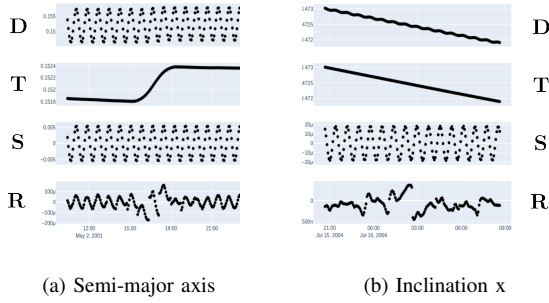 D
0.155
0.15
T
0.1524
0.1522
0.152
0.1518
S
0.005
0
−0.005
R
100μ
0
−100μ
−200μ
12:00 15:00 18:00 21:00
May 2, 2001
(a) Semi-major axis
1.473
.4725
1.472
D
1.473
.4725
1.472
T
20μ
10μ
0
−10μ
−20μ
S
0
500n
R
21:00 00:00 03:00 06:00 09:00
Jul 15, 2004 Jul 16, 2004
(b) Inclination x